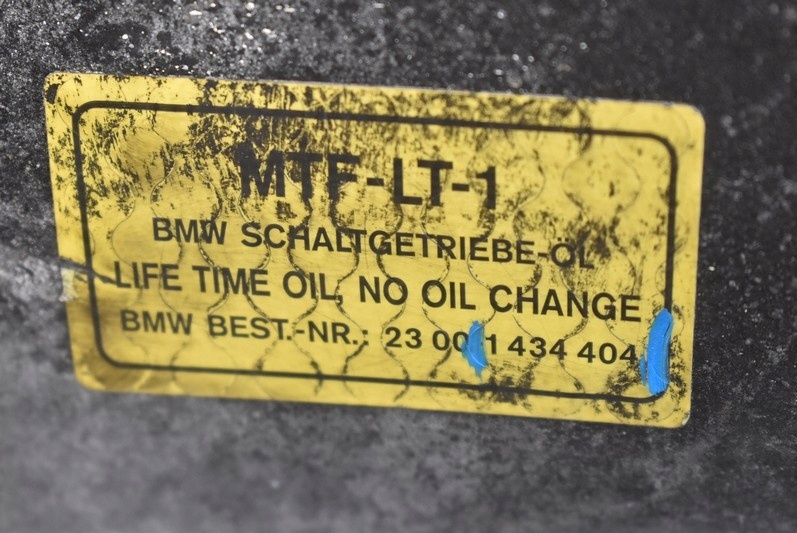 MTF-LT-1
BMW SCHALTGETRIEBE-ÖL
LIFE TIME OIL, NO OIL CHANGE
BMW BEST.-NR.: 23 00 1 434 404